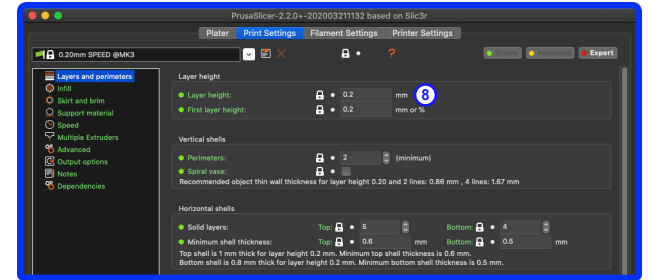 PrusaSlicer-2.2.0+-202003211132 based on Slic3r
Plater Print Settings Filament Settings Printer Settings
0.20mm SPEED @MK3 ? Simple Advanced Expert
Layers and perimeters
Infill
Skirt and brim
Support material
Speed
Multiple Extruders
Advanced
Output options
Notes
Dependencies
Layer height
Layer height: 0.2 mm 8
First layer height: 0.2 mm or %
Vertical shells
Perimeters: 2 (minimum)
Spiral vase:
Recommended object thin wall thickness for layer height 0.20 and 2 lines: 0.86 mm , 4 lines: 1.67 mm
Horizontal shells
Solid layers: Top: 5 Bottom: 4
Minimum shell thickness: Top: 0.6 mm Bottom: 0.5 mm
Top shell is 1 mm thick for layer height 0.2 mm. Minimum top shell thickness is 0.6 mm.
Bottom shell is 0.8 mm thick for layer height 0.2 mm. Minimum bottom shell thickness is 0.5 mm.